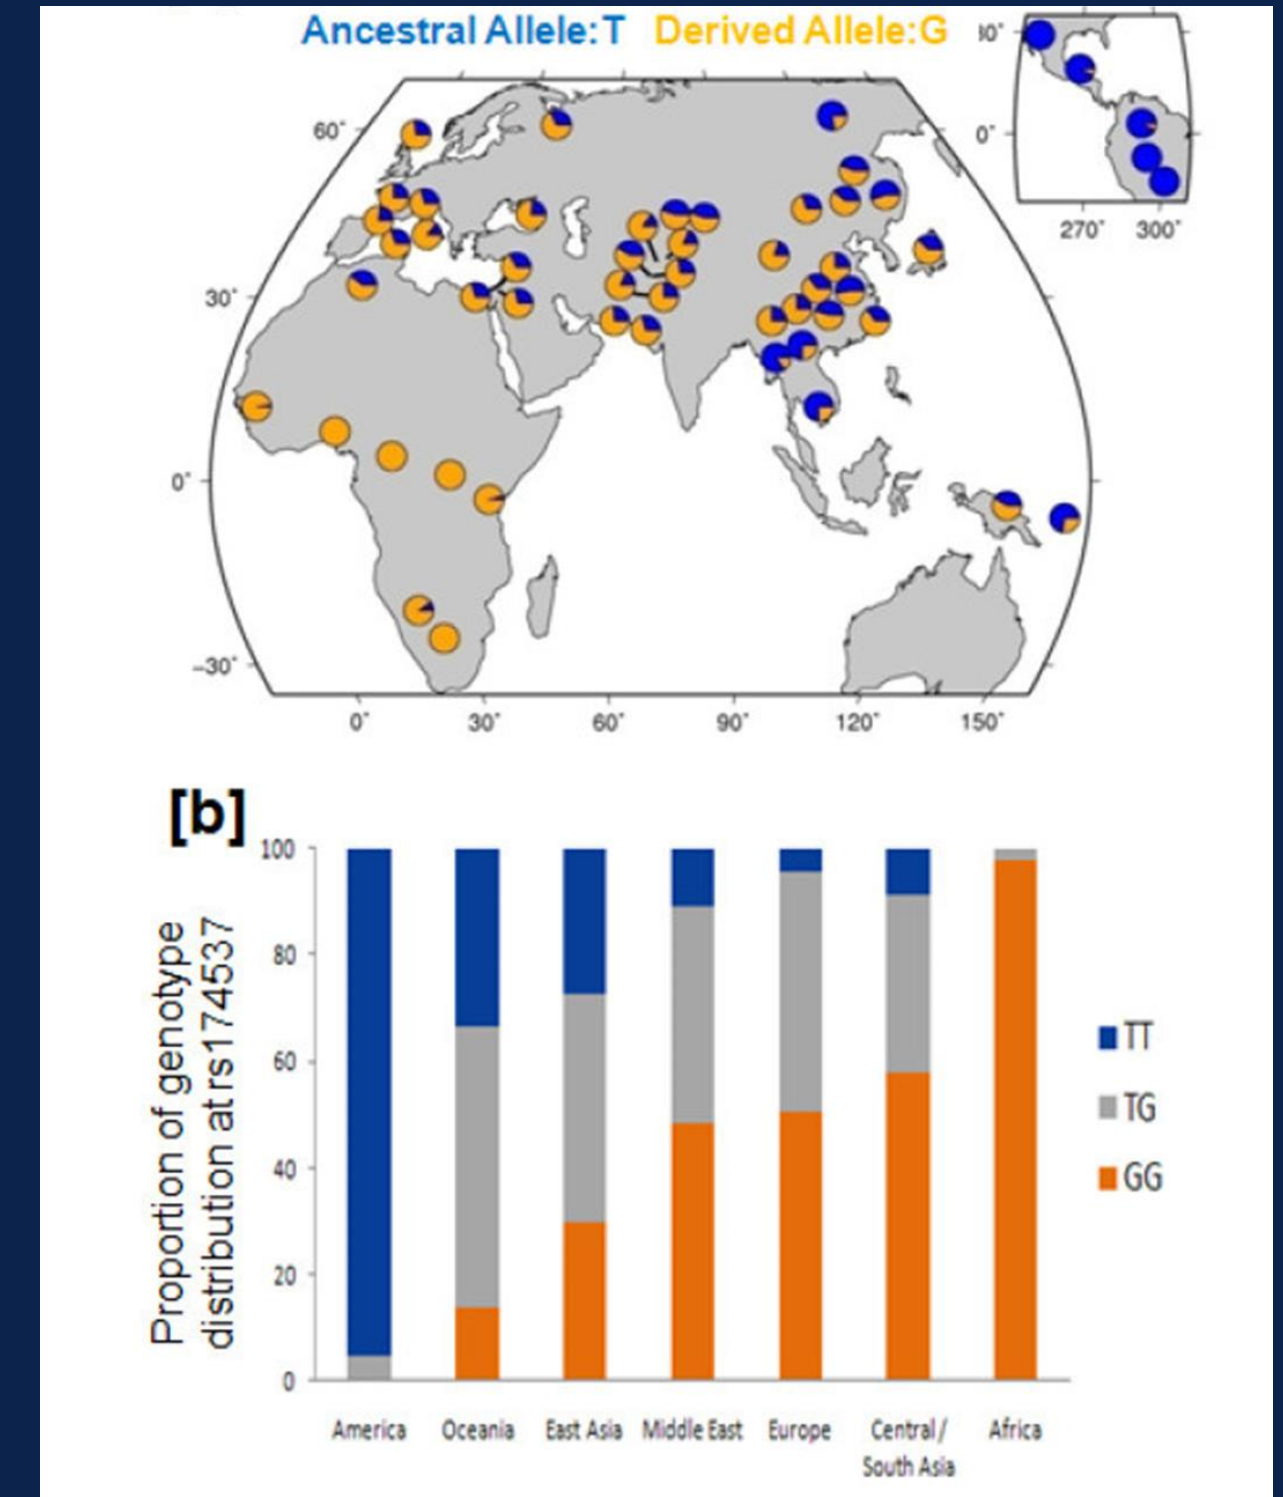 Ancestral Allele:T Derived Allele:G
30°
60°
0°
270° 300°
30°
0°
−30°
0° 30° 60° 90° 120° 150°
[b]
Proportion of genotype
distribution at rs174537
100
80
60
40
20
0
TT
TG
GG
America Oceania East Asia Middle East Europe Central/ Africa
South Asia